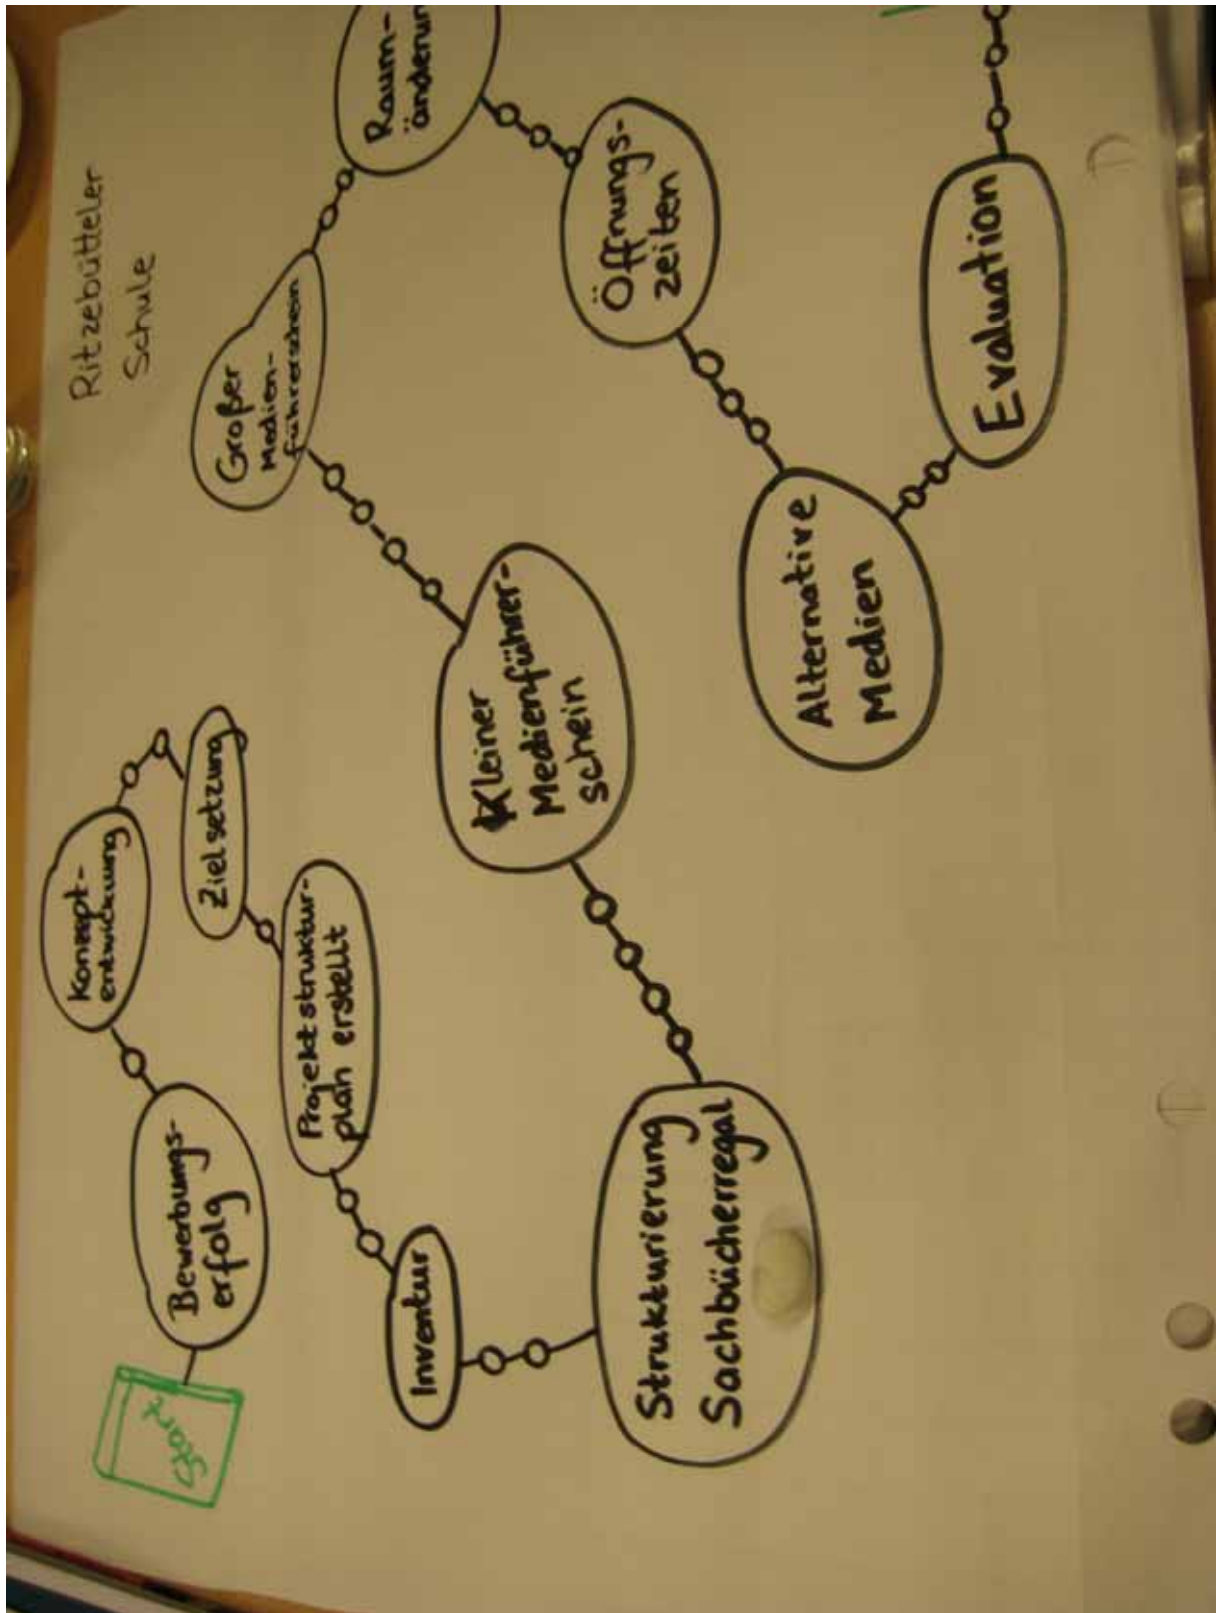 Ritzebütteler
Schule
Start
Bewerbungs-
erfolg
Konzept-
entwicklung
Zielsetzung
Projektstruktur-
plan erstellt
Inventur
Strukturierung
Sachbücherregal
Kleiner
Medienführer-
schein
Großer
Medien-
führerschein
Raum-
änderun
Öffnungs-
zeiten
Alternative
Medien
Evaluation